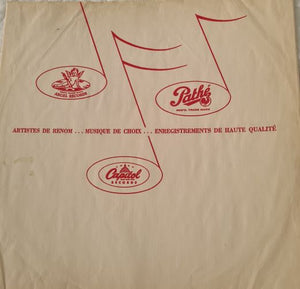 ANGEL RECORDS
Pathé
ARTISTES DE RENOM . . . MUSIQUE DE CHOIX . . . ENREGISTREMENTS DE HAUTE QUALITÉ
Capitol
RECORDS